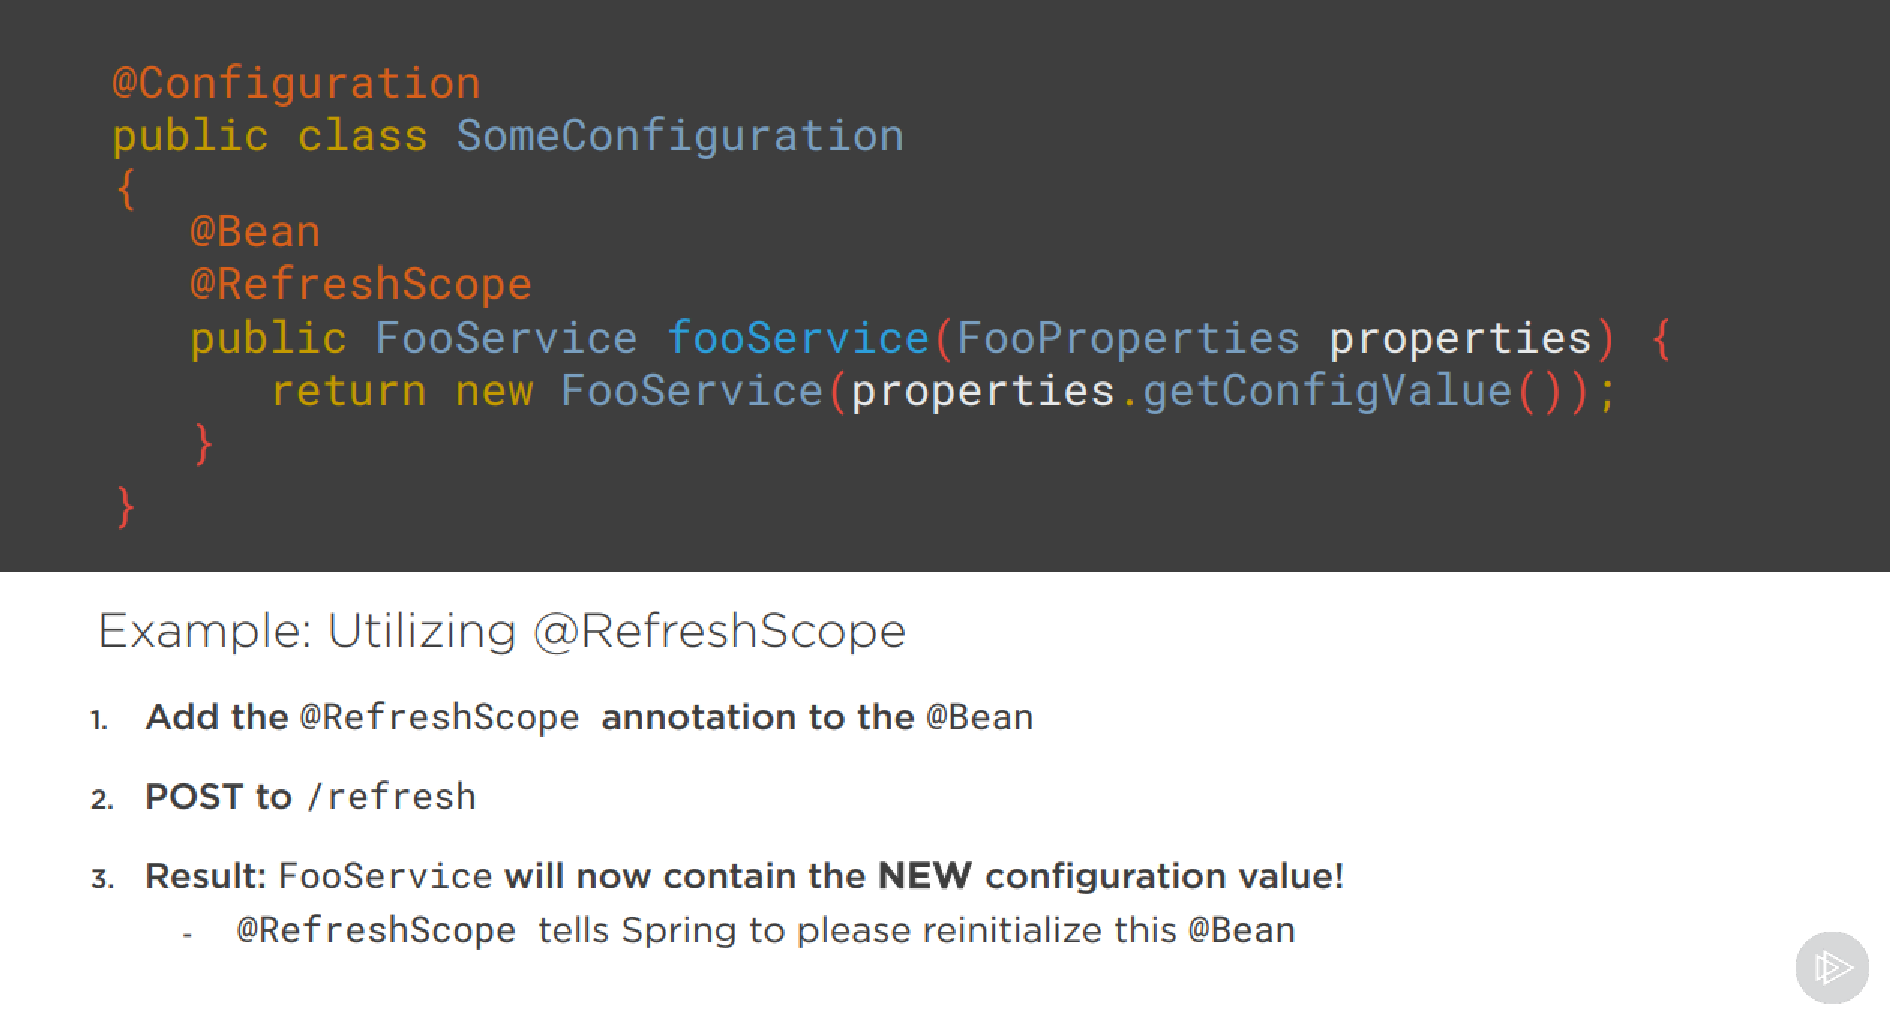 @Configuration
public class SomeConfiguration
{
@Bean
@RefreshScope
public FooService fooService(FooProperties properties) {
return new FooService(properties.getConfigValue());
}
}
Example: Utilizing @RefreshScope
1. Add the @RefreshScope annotation to the @Bean
2. POST to /refresh
3. Result: FooService will now contain the NEW configuration value!
- @RefreshScope tells Spring to please reinitialize this @Bean